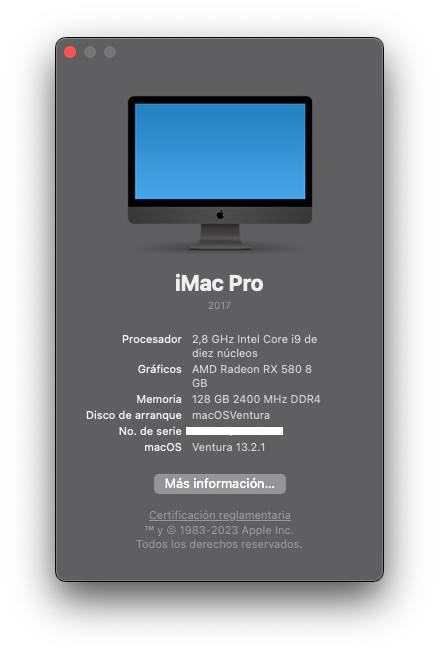 iMac Pro
2017
Procesador 2,8 GHz Intel Core i9 de
diez núcleos
Gráficos AMD Radeon RX 580 8
GB
Memoria 128 GB 2400 MHz DDR4
Disco de arranque macOSVentura
No. de serie
macOS Ventura 13.2.1
Más información...
Certificación reglamentaria
™ y © 1983-2023 Apple Inc.
Todos los derechos reservados.